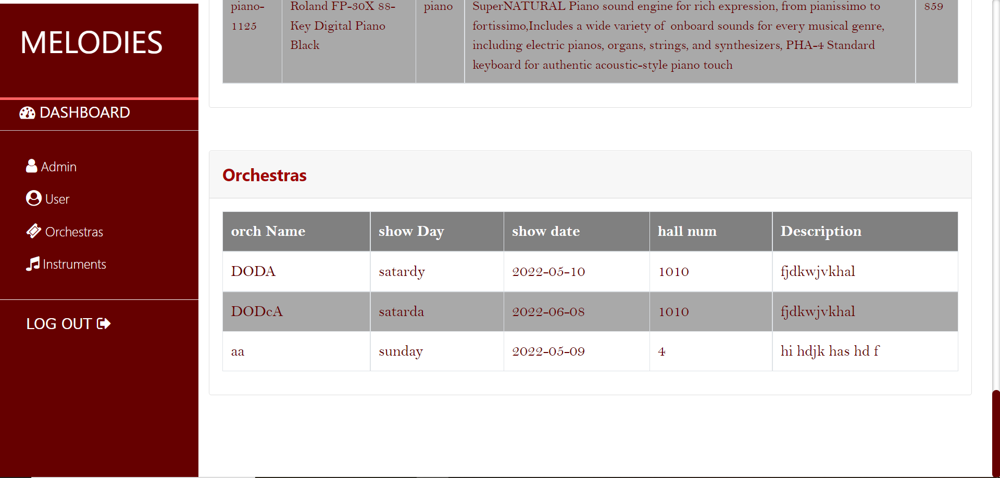 MELODIES
DASHBOARD
Admin
User
Orchestras
Instruments
LOG OUT
piano-
1125
Roland FP-30X 88-
Key Digital Piano
Black
piano
SuperNATURAL Piano sound engine for rich expression, from pianissimo to
fortissimo,Includes a wide variety of onboard sounds for every musical genre,
including electric pianos, organs, strings, and synthesizers, PHA-4 Standard
keyboard for authentic acoustic-style piano touch
859
Orchestras
orch Name show Day show date hall num Description
DODA satardy 2022-05-10 1010 fjdkwjvkhal
DODcA satarda 2022-06-08 1010 fjdkwjvkhal
aa sunday 2022-05-09 4 hi hdjk has hd f